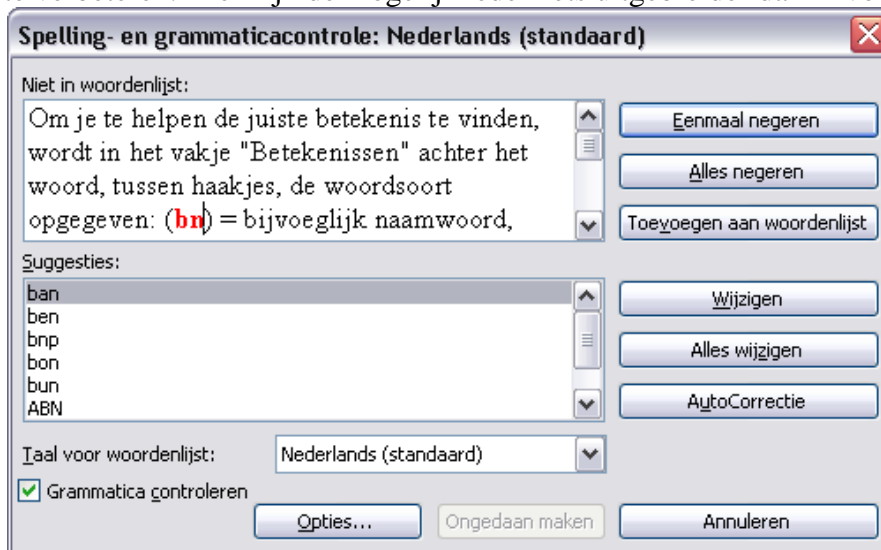 Spelling- en grammaticacontrole: Nederlands (standaard)
Niet in woordenlijst:
Om je te helpen de juiste betekenis te vinden,
wordt in het vakje "Betekenissen" achter het
woord, tussen haakjes, de woordsoort
opgegeven: (bn) = bijvoeglijk naamwoord,
Eenmaal negeren
Alles negeren
Toevoegen aan woordenlijst
Suggesties:
ban
ben
bnp
bon
bun
ABN
Wijzigen
Alles wijzigen
AutoCorrectie
Taal voor woordenlijst: Nederlands (standaard)
Grammatica controleren
Opties... Ongedaan maken Annuleren